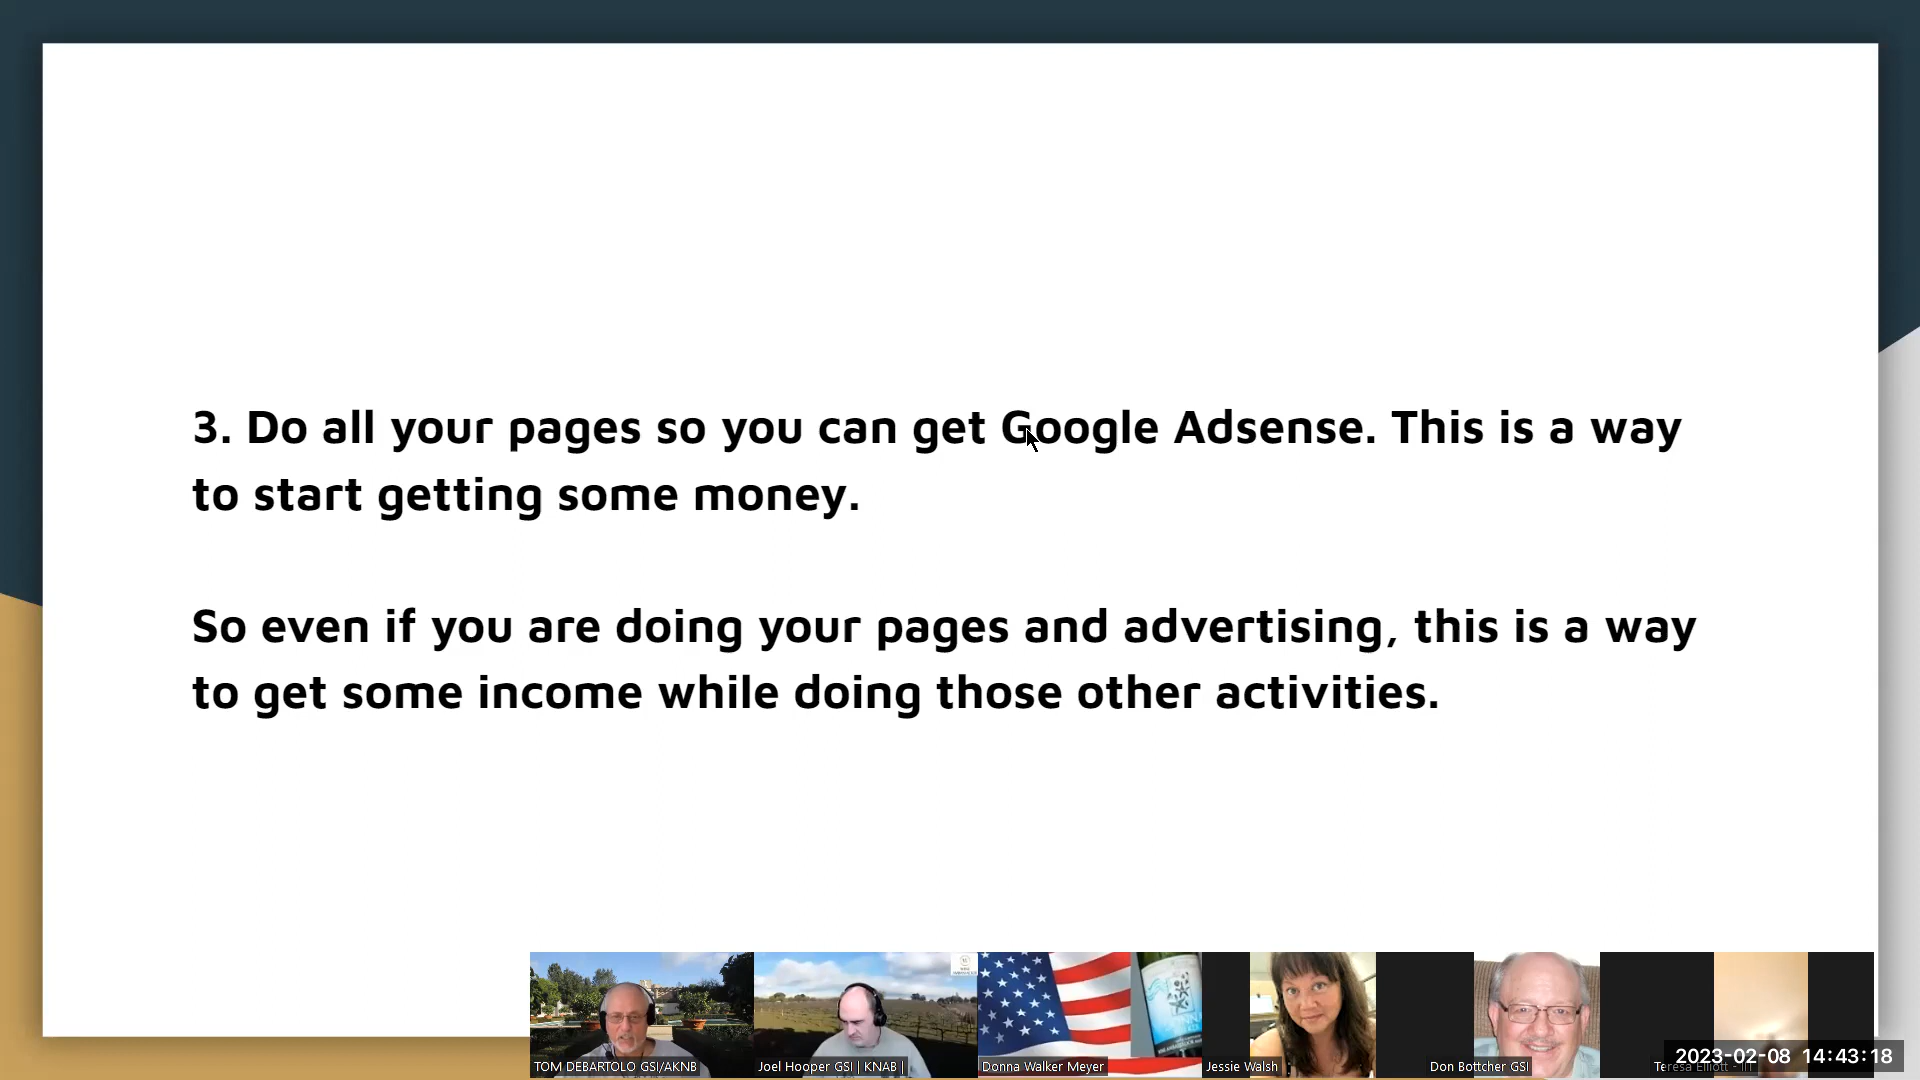 3. Do all your pages so you can get Google Adsense. This is a way
to start getting some money.
So even if you are doing your pages and advertising, this is a way
to get some income while doing those other activities.
TOM DEBARTOLO GSI/AKNB
Joel Hooper GSI | KNAB |
Donna Walker Meyer
Jessie Walsh
Don Bottcher GSI
Teresa Elliott -
2023-02-08 14:43:18